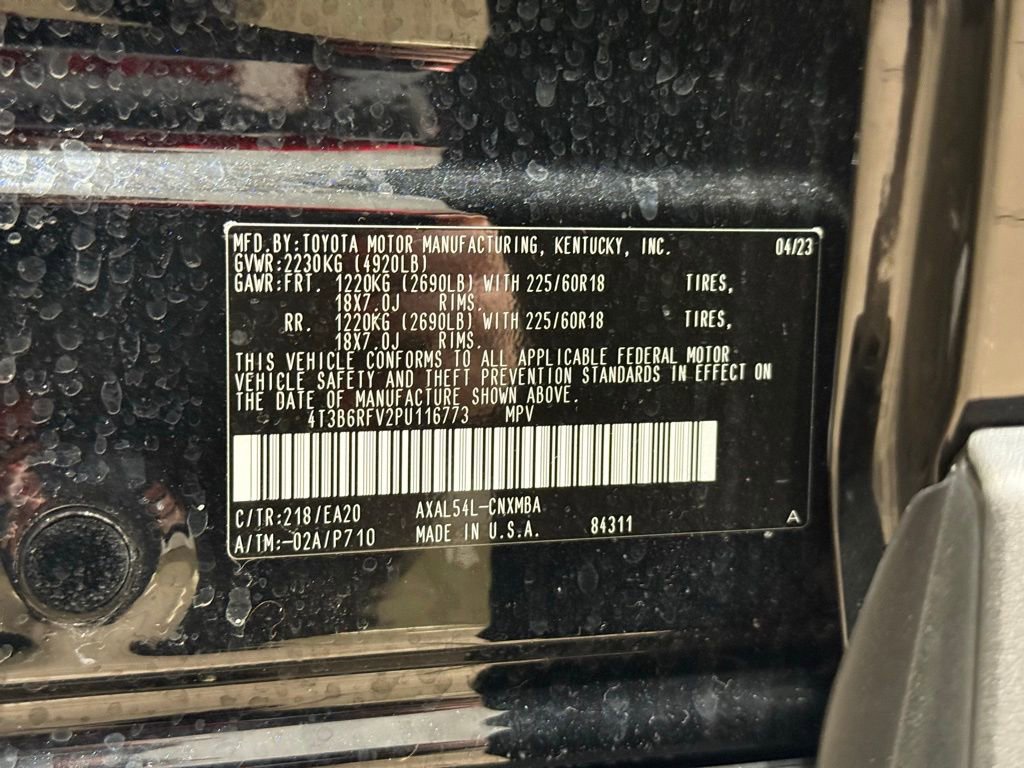 MFD.BY:TOYOTA MOTOR MANUFACTURING, KENTUCKY, INC. 04/23
GVWR:2230KG (4920LB)
GAWR:FRT. 1220KG (2690LB) WITH 225/60R18 TIRES,
18X7.0J RIMS.
RR. 1220KG (2690LB) WITH 225/60R18 TIRES,
18X7.0J RIMS.
THIS VEHICLE CONFORMS TO ALL APPLICABLE FEDERAL MOTOR
VEHICLE SAFETY AND THEFT PREVENTION STANDARDS IN EFFECT ON
THE DATE OF MANUFACTURE SHOWN ABOVE.
4T3B6RFV2PU116773 MPV
C/TR:218/EA20 AXAL54L-CNXMBA
A/TM:-02A/P710 MADE IN U.S.A. 84311 A